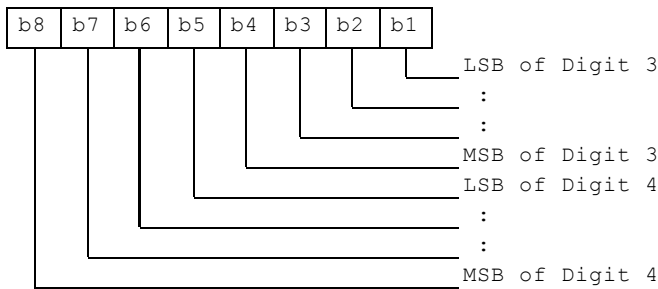 b8 b7 b6 b5 b4 b3 b2 b1
LSB of Digit 3
:
:
MSB of Digit 3
LSB of Digit 4
:
:
MSB of Digit 4